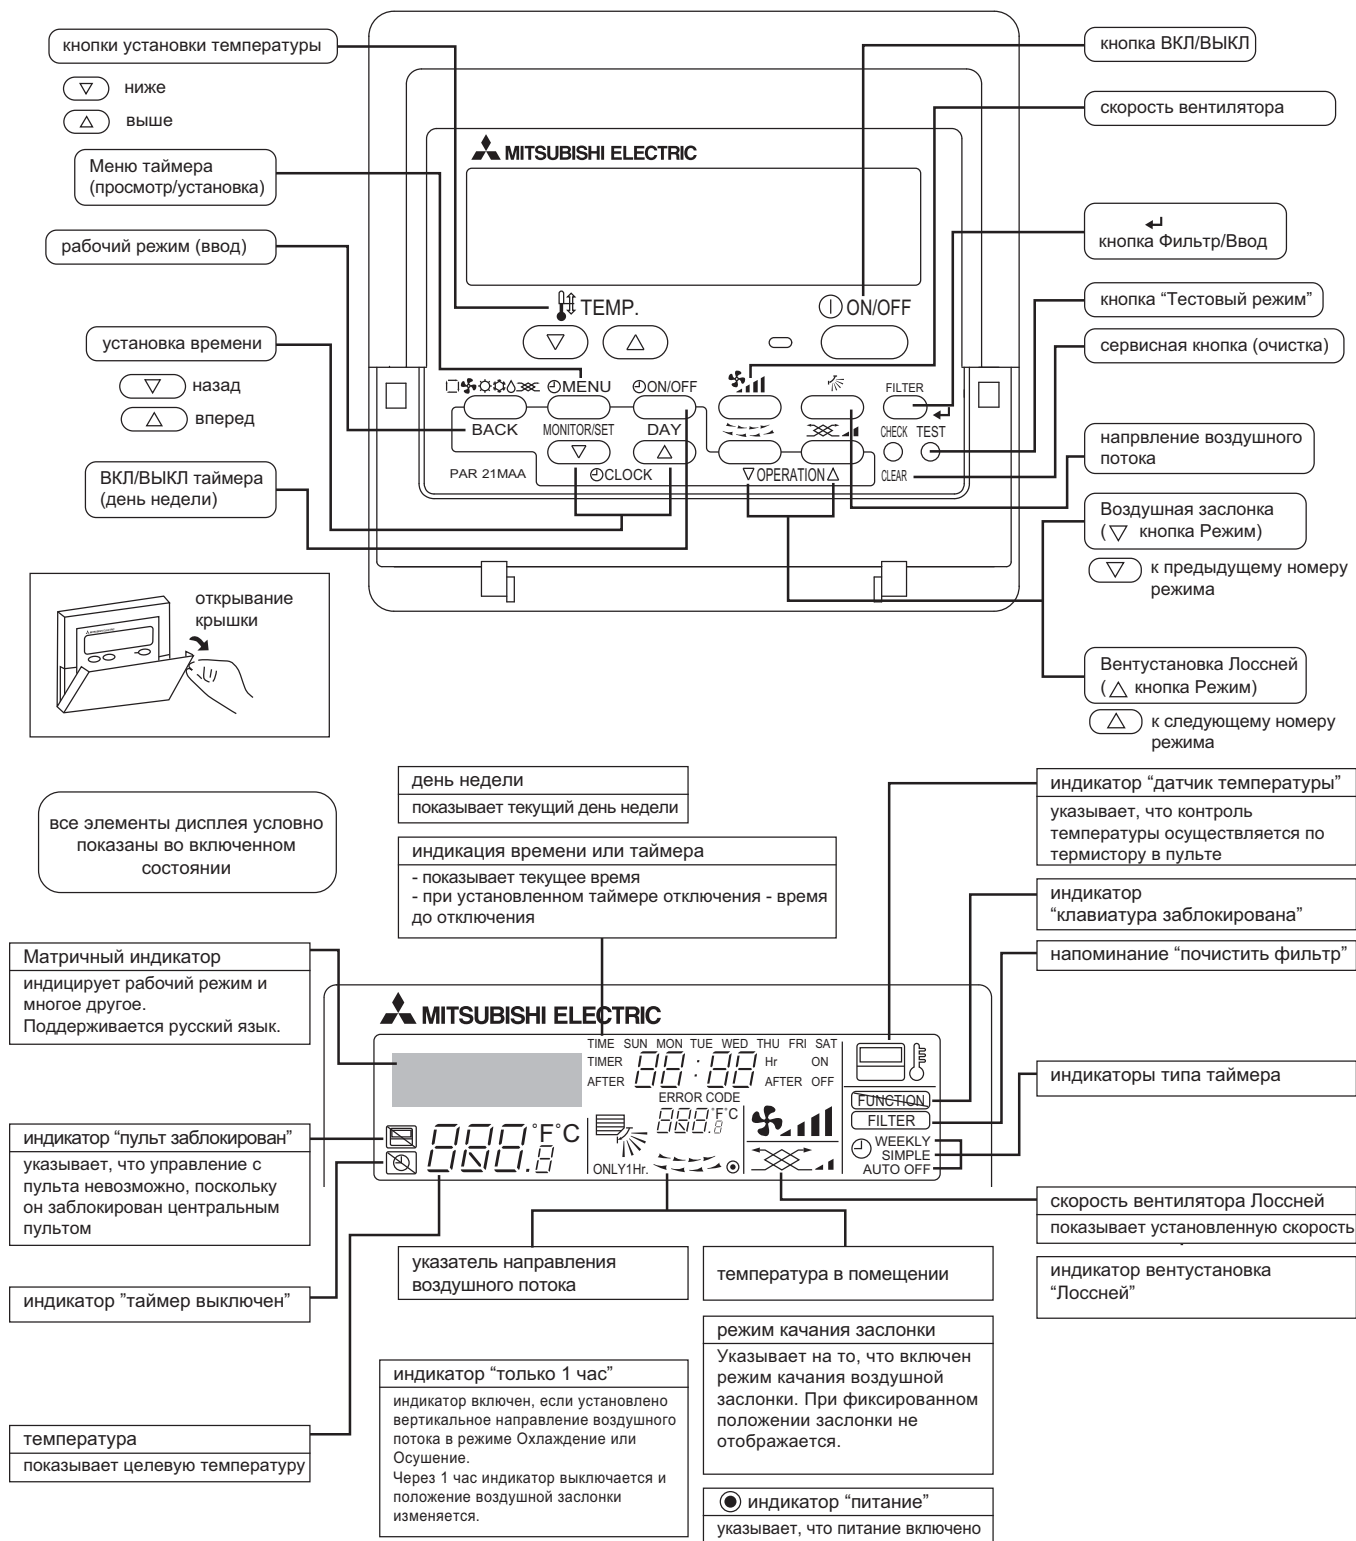 кнопки установки температуры
ниже
выше
Меню таймера
(просмотр/установка)
рабочий режим (ввод)
установка времени
назад
вперед
ВКЛ/ВЫКЛ таймера
(день недели)
открывание
крышки
MITSUBISHI ELECTRIC
TEMP.
ON/OFF
MENU
ON/OFF
FILTER
BACK
MONITOR/SET
DAY
CHECK
TEST
PAR 21MAA
CLOCK
▽OPERATION△
CLEAR
кнопка ВКЛ/ВЫКЛ
скорость вентилятора
кнопка Фильтр/Ввод
кнопка “Тестовый режим”
сервисная кнопка (очистка)
напрвление воздушного
потока
Воздушная заслонка
(▽ кнопка Режим)
к предыдущему номеру
режима
Вентустановка Лоссней
(△ кнопка Режим)
к следующему номеру
режима
все элементы дисплея условно
показаны во включенном
состоянии
день недели
показывает текущий день недели
индикация времени или таймера
- показывает текущее время
- при установленном таймере отключения - время
до отключения
индикатор “датчик температуры”
указывает, что контроль
температуры осуществляется по
термистору в пульте
индикатор
“клавиатура заблокирована”
напоминание “почистить фильтр”
индикаторы типа таймера
скорость вентилятора Лоссней
показывает установленную скорость
индикатор вентустановка
“Лоссней”
Матричный индикатор
индицирует рабочий режим и
многое другое.
Поддерживается русский язык.
индикатор “пульт заблокирован”
указывает, что управление с
пульта невозможно, поскольку
он заблокирован центральным
пультом
индикатор "таймер выключен"
температура
показывает целевую температуру
MITSUBISHI ELECTRIC
TIME SUN MON TUE WED THU FRI SAT
TIMER 88:88 Hr ON
AFTER AFTER OFF
ERROR CODE
888.8 °F°C
888.8 °F°C
ONLY1Hr.
FUNCTION
FILTER
WEEKLY
SIMPLE
AUTO OFF
указатель направления
воздушного потока
температура в помещении
индикатор “только 1 час”
индикатор включен, если установлено
вертикальное направление воздушного
потока в режиме Охлаждение или
Осушение.
Через 1 час индикатор выключается и
положение воздушной заслонки
изменяется.
режим качания заслонки
Указывает на то, что включен
режим качания воздушной
заслонки. При фиксированном
положении заслонки не
отображается.
индикатор “питание”
указывает, что питание включено